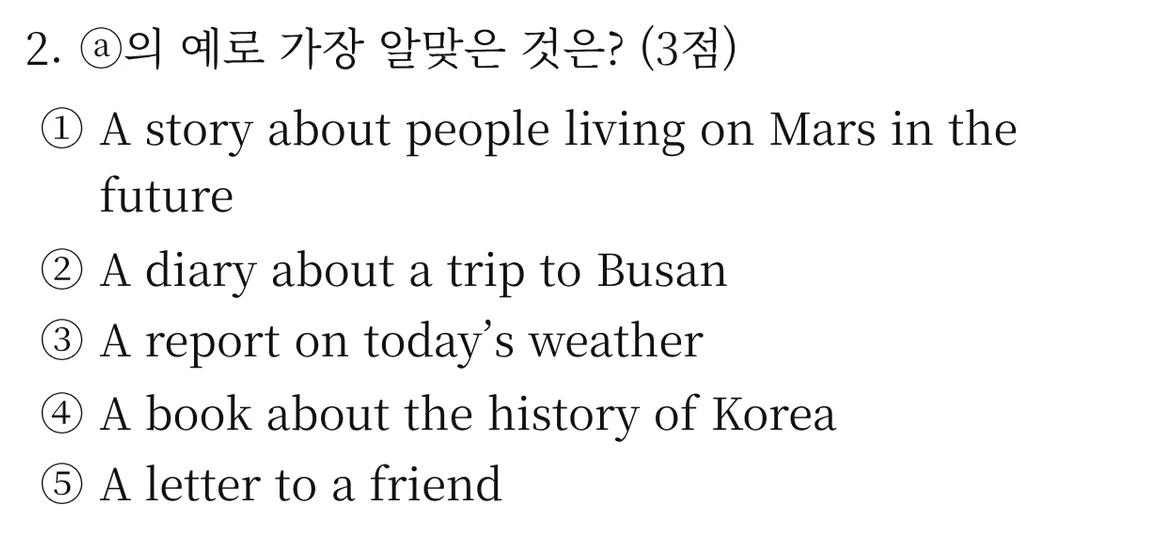 2. ⓐ의 예로 가장 알맞은 것은? (3점)
① A story about people living on Mars in the
future
② A diary about a trip to Busan
③ A report on today’s weather
④ A book about the history of Korea
⑤ A letter to a friend